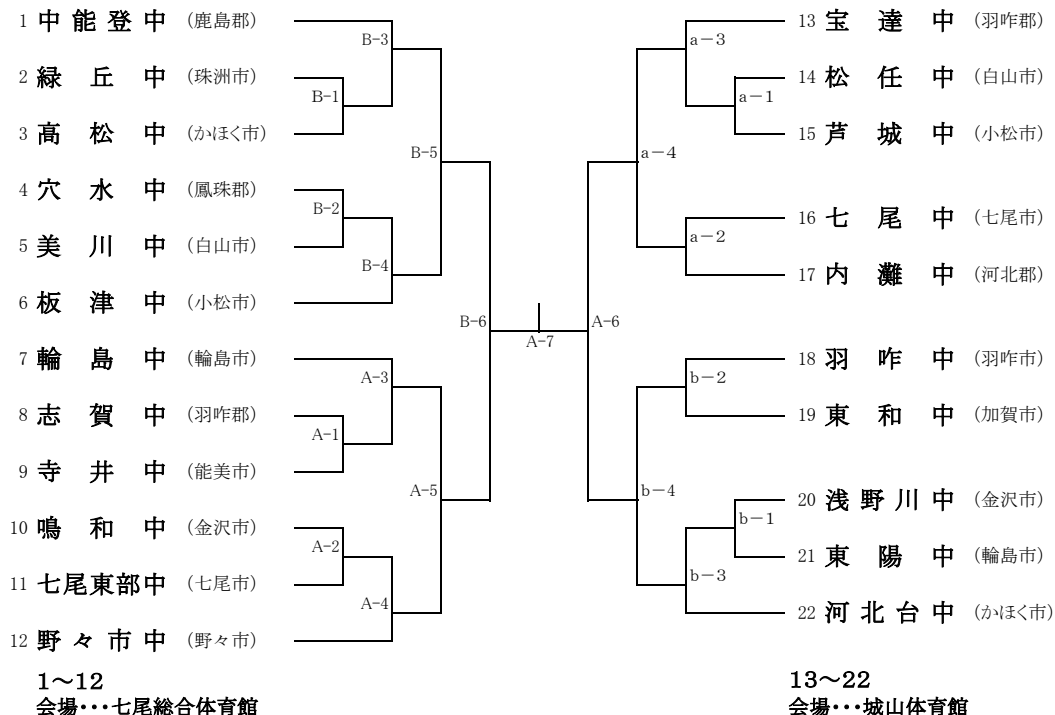 1 中能登中 (鹿島郡)
2 緑丘中 (珠洲市)
3 高松中 (かほく市)
4 穴水中 (鳳珠郡)
5 美川中 (白山市)
6 板津中 (小松市)
7 輪島中 (輪島市)
8 志賀中 (羽咋郡)
9 寺井中 (能美市)
10 鳴和中 (金沢市)
11 七尾東部中 (七尾市)
12 野々市中 (野々市)
B-3
B-1
B-5
B-2
B-4
B-6
A-3
A-1
A-5
A-2
A-4
A-7
A-6
a-3
a-1
a-4
a-2
b-2
b-4
b-1
b-3
13 宝達中 (羽咋郡)
14 松任中 (白山市)
15 芦城中 (小松市)
16 七尾中 (七尾市)
17 内灘中 (河北郡)
18 羽咋中 (羽咋市)
19 東和中 (加賀市)
20 浅野川中 (金沢市)
21 東陽中 (輪島市)
22 河北台中 (かほく市)
1～12
会場･･･七尾総合体育館
13～22
会場･･･城山体育館